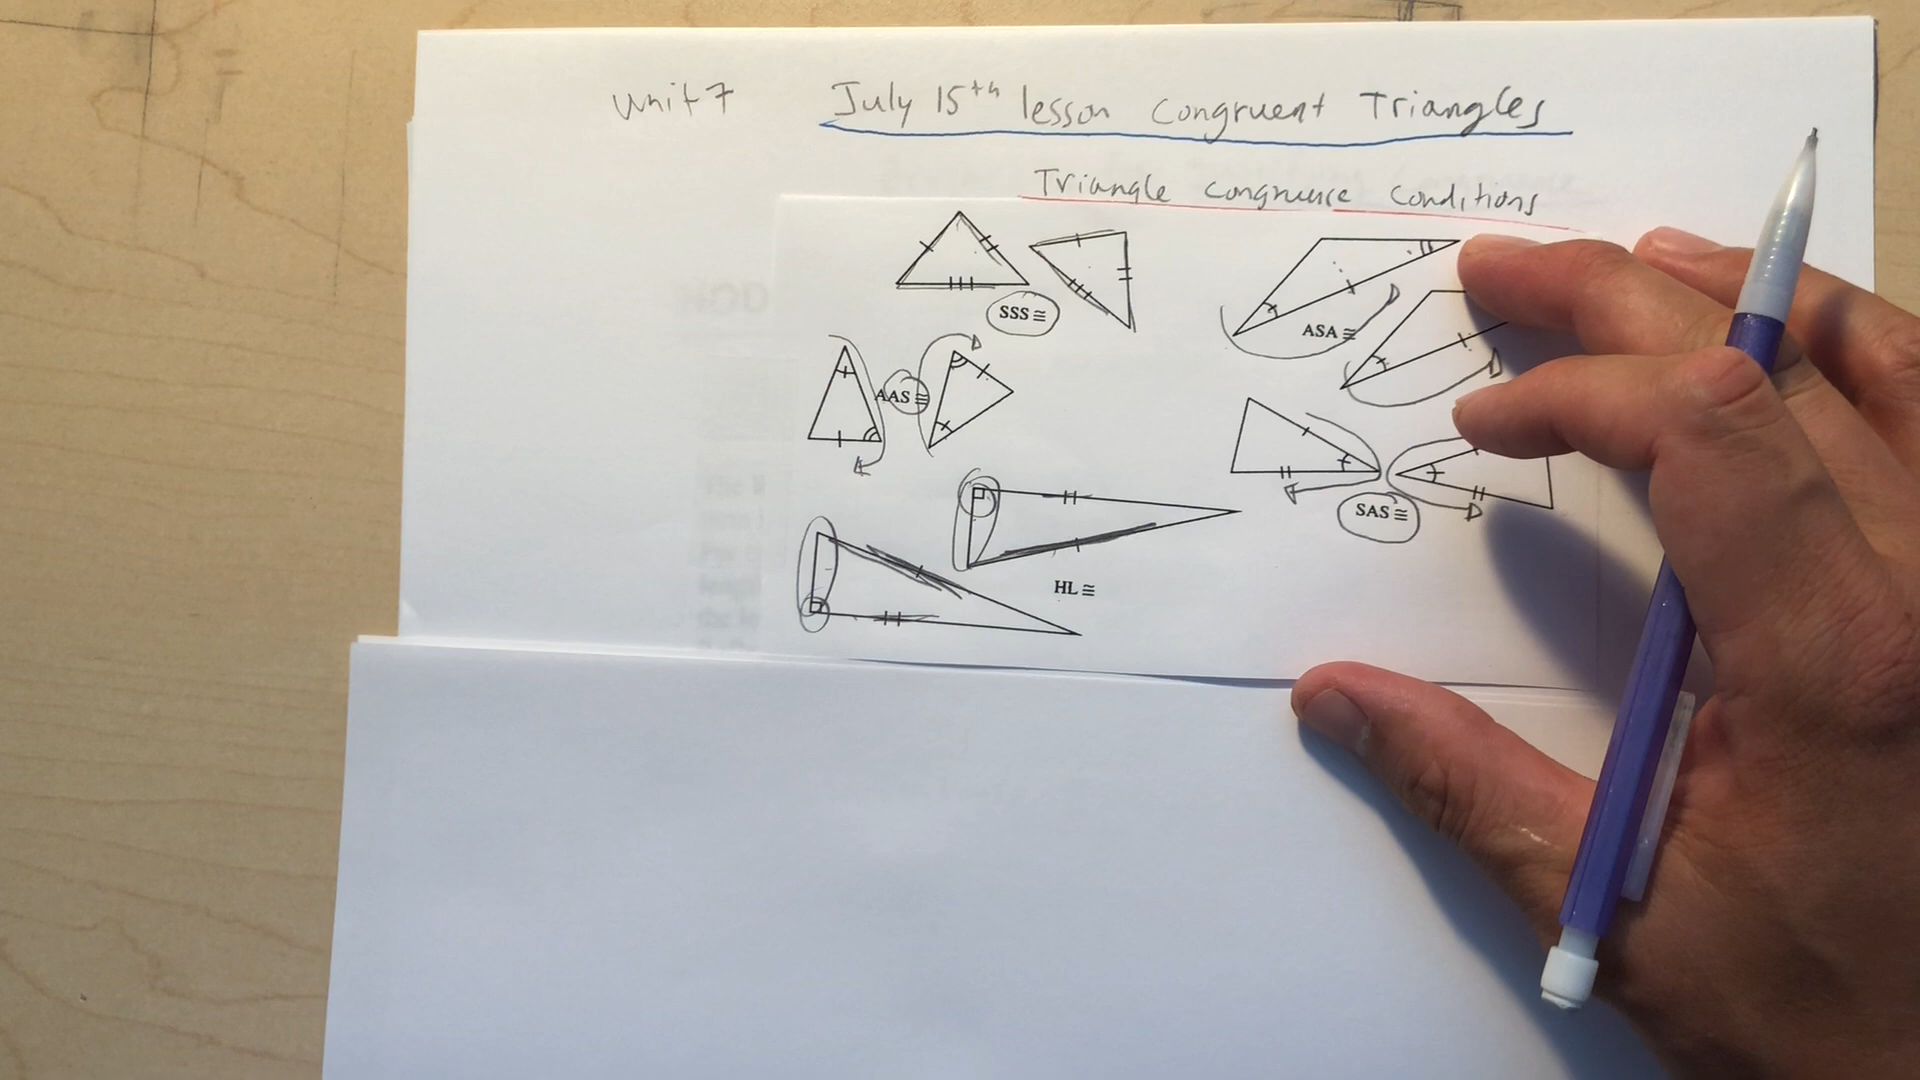 Unit 7 July 15th lesson Congruent Triangles
Triangle congruence Conditions
SSS ≅
ASA ≅
AAS ≅
SAS ≅
HL ≅